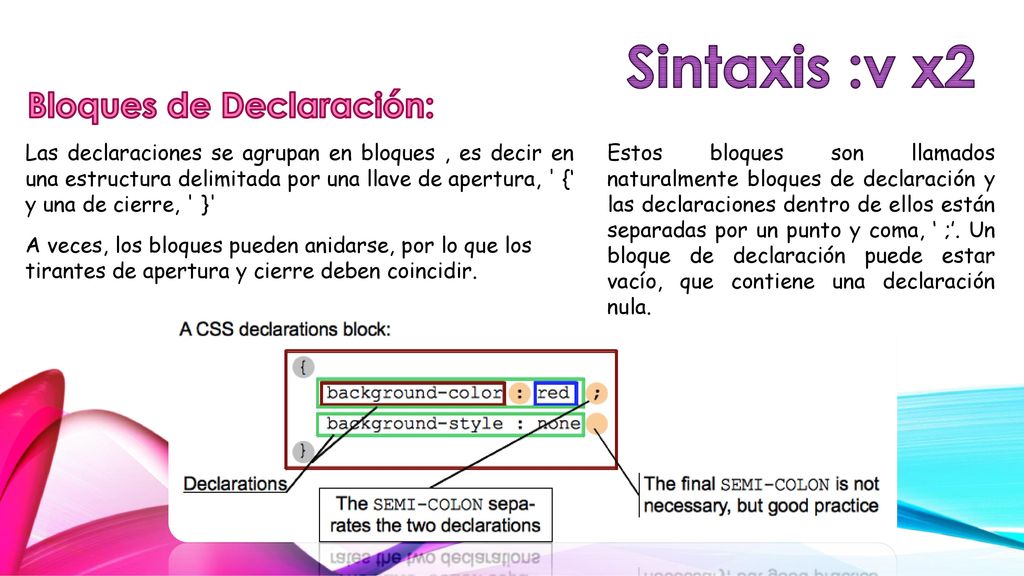 Sintaxis :v x2
Bloques de Declaración:
Las declaraciones se agrupan en bloques , es decir en
una estructura delimitada por una llave de apertura, ' {'
y una de cierre, ' }'
A veces, los bloques pueden anidarse, por lo que los
tirantes de apertura y cierre deben coincidir.
Estos bloques son llamados
naturalmente bloques de declaración y
las declaraciones dentro de ellos están
separadas por un punto y coma, ' ;'. Un
bloque de declaración puede estar
vacío, que contiene una declaración
nula.
A CSS declarations block:
{
background-color : red ;
background-style : none
}
Declarations
The SEMI-COLON sepa-
rates the two declarations
The final SEMI-COLON is not
necessary, but good practice